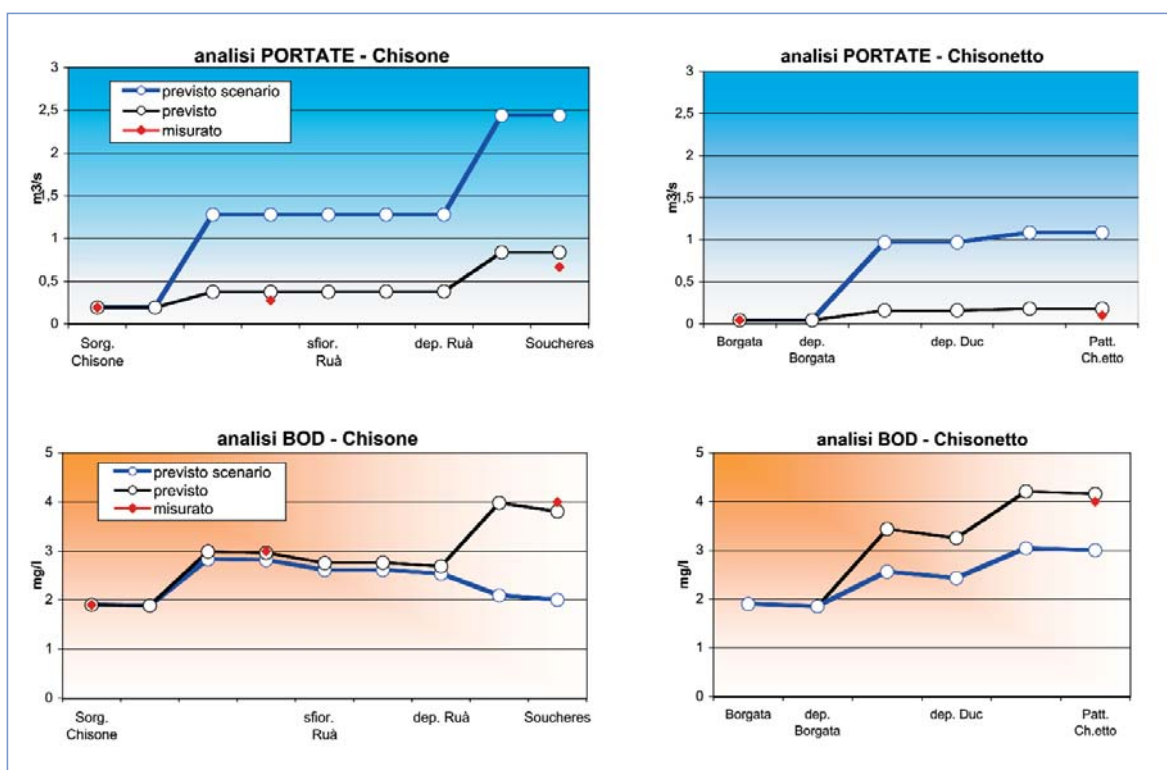 analisi PORTATE - Chisone
3
2,5
2
1,5
1
0,5
0
m3/s
previsto scenario
previsto
misurato
Sorg.
Chisone
sfior.
Ruà
dep. Ruà
Soucheres
analisi PORTATE - Chisonetto
3
2,5
2
1,5
1
0,5
0
m3/s
Borgata
dep.
Borgata
dep. Duc
Patt.
Ch.etto
analisi BOD - Chisone
5
4
3
2
1
0
mg/l
previsto scenario
previsto
misurato
Sorg.
Chisone
sfior.
Ruà
dep. Ruà
Soucheres
analisi BOD - Chisonetto
5
4
3
2
1
0
mg/l
Borgata
dep.
Borgata
dep. Duc
Patt.
Ch.etto